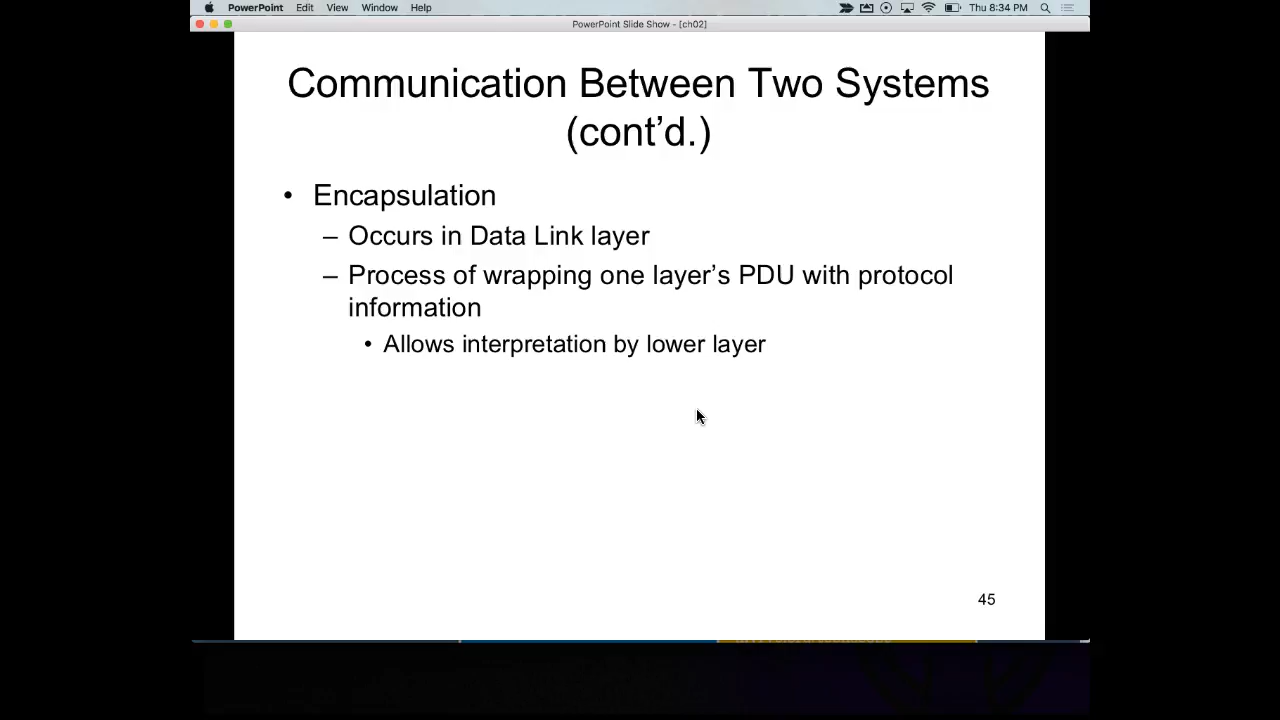 PowerPoint Edit View Window Help Thu 8:34 PM
PowerPoint Slide Show - [ch02]
Communication Between Two Systems
(cont’d.)
• Encapsulation
– Occurs in Data Link layer
– Process of wrapping one layer’s PDU with protocol
information
• Allows interpretation by lower layer
45